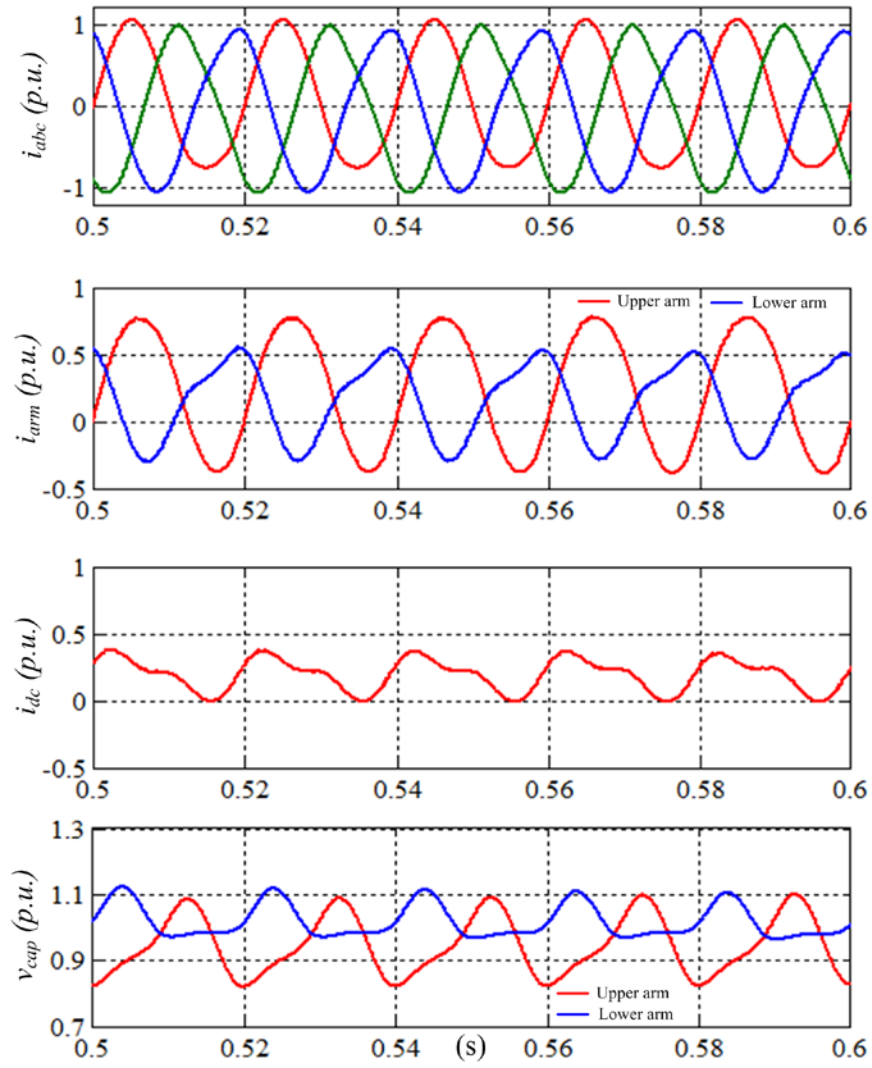 i_abc (p.u.)
1
0
-1
0.5 0.52 0.54 0.56 0.58 0.6
i_arm (p.u.)
1
0.5
0
-0.5
Upper arm Lower arm
0.5 0.52 0.54 0.56 0.58 0.6
i_dc (p.u.)
1
0.5
0
-0.5
0.5 0.52 0.54 0.56 0.58 0.6
v_cap (p.u.)
1.3
1.1
0.9
0.7
Upper arm
Lower arm
0.5 0.52 0.54 0.56 0.58 0.6
(s)